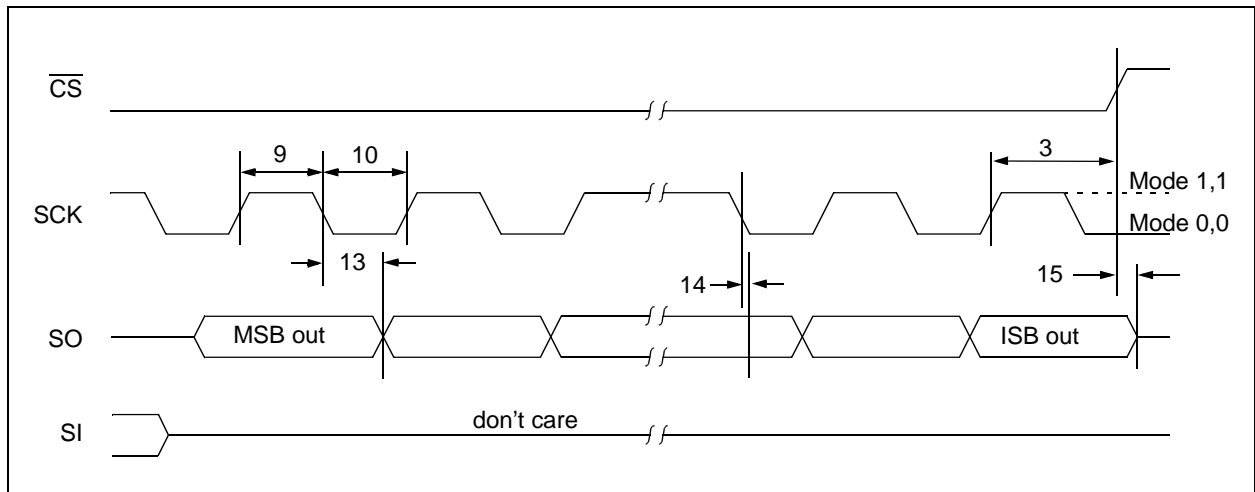 CS
9
10
3
Mode 1,1
SCK
Mode 0,0
13
14
15
SO
MSB out
ISB out
don't care
SI